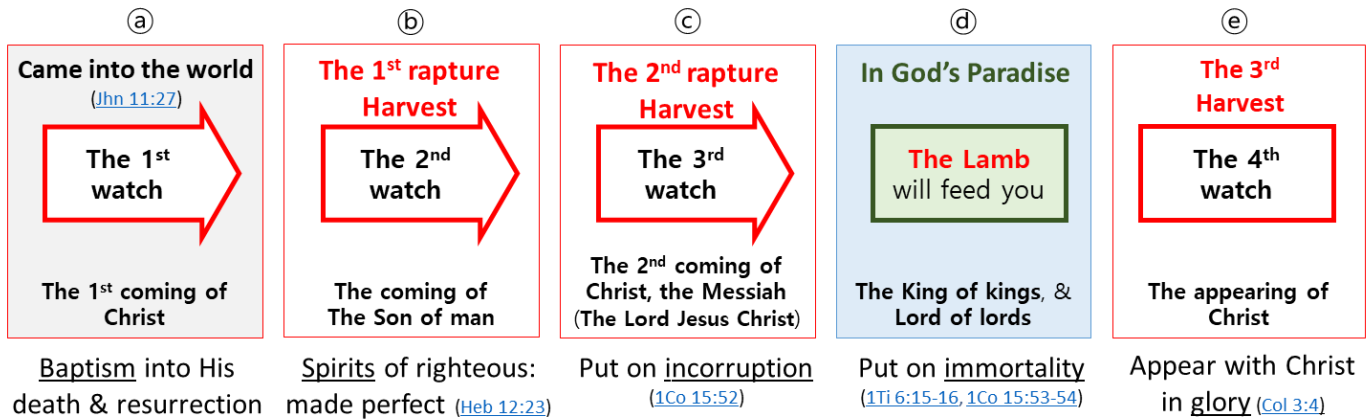 ⓐ
Came into the world
(Jhn 11:27)
The 1st
watch
The 1st coming of
Christ
Baptism into His
death & resurrection
ⓑ
The 1st rapture
Harvest
The 2nd
watch
The coming of
The Son of man
Spirits of righteous:
made perfect (Heb 12:23)
ⓒ
The 2nd rapture
Harvest
The 3rd
watch
The 2nd coming of
Christ, the Messiah
(The Lord Jesus Christ)
Put on incorruption
(1Co 15:52)
ⓓ
In God's Paradise
The Lamb
will feed you
The King of kings, &
Lord of lords
Put on immortality
(1Ti 6:15-16, 1Co 15:53-54)
ⓔ
The 3rd
Harvest
The 4th
watch
The appearing of
Christ
Appear with Christ
in glory (Col 3:4)